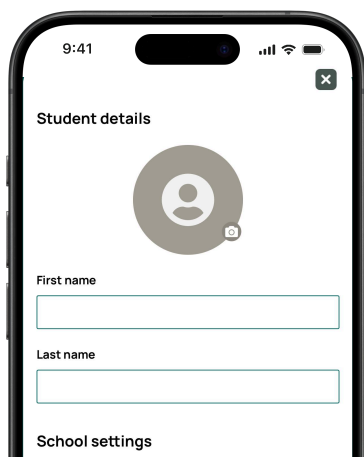 9:41
Student details
First name
Last name
School settings